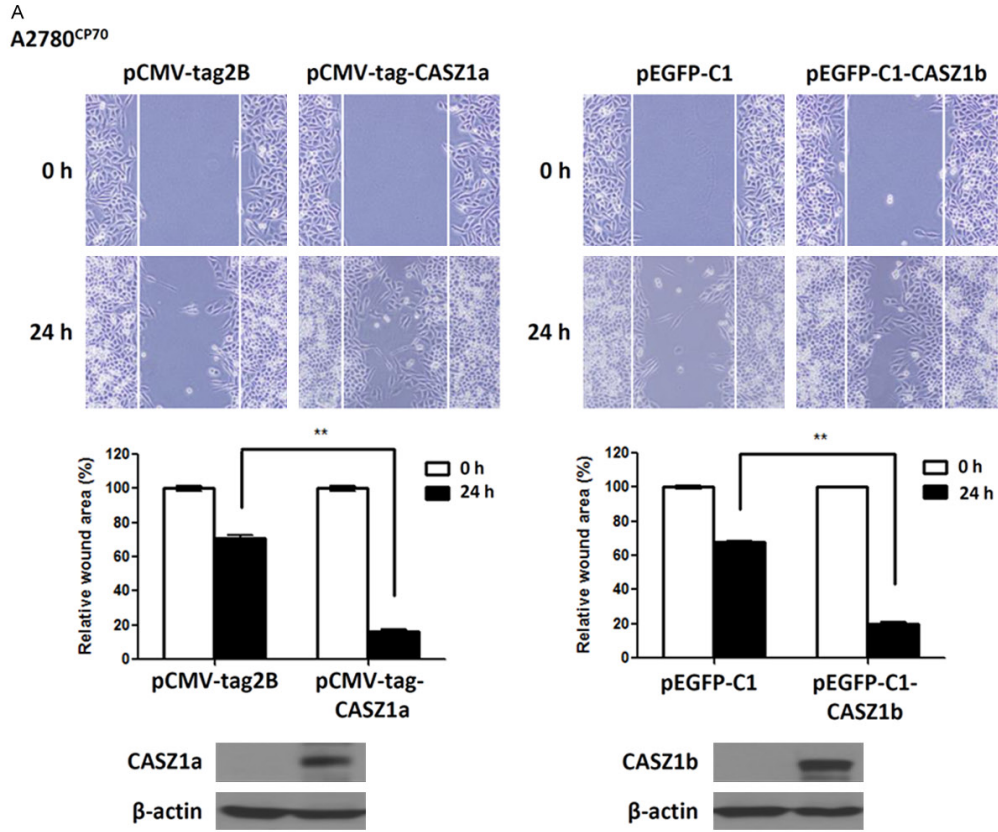 A
A2780CP70
pCMV-tag2B pCMV-tag-CASZ1a pEGFP-C1 pEGFP-C1-CASZ1b
0 h 0 h
24 h 24 h
**
Relative wound area (%)
120
100
80
60
40
20
0
0 h
24 h
pCMV-tag2B pCMV-tag-
CASZ1a
**
Relative wound area (%)
120
100
80
60
40
20
0
0 h
24 h
pEGFP-C1 pEGFP-C1-
CASZ1b
CASZ1a
β-actin
CASZ1b
β-actin